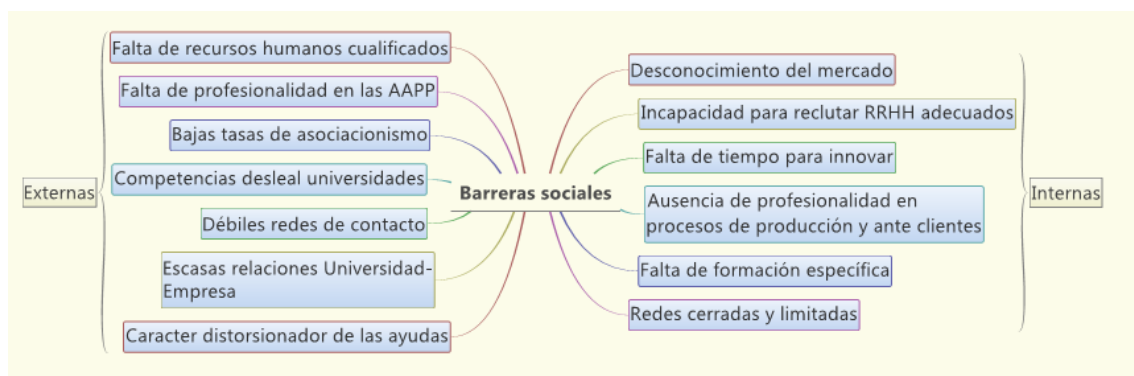 Externas
Falta de recursos humanos cualificados
Falta de profesionalidad en las AAPP
Bajas tasas de asociacionismo
Competencias desleal universidades
Débiles redes de contacto
Escasas relaciones Universidad-
Empresa
Caracter distorsionador de las ayudas
Barreras sociales
Desconocimiento del mercado
Incapacidad para reclutar RRHH adecuados
Falta de tiempo para innovar
Ausencia de profesionalidad en
procesos de producción y ante clientes
Falta de formación específica
Redes cerradas y limitadas
Internas